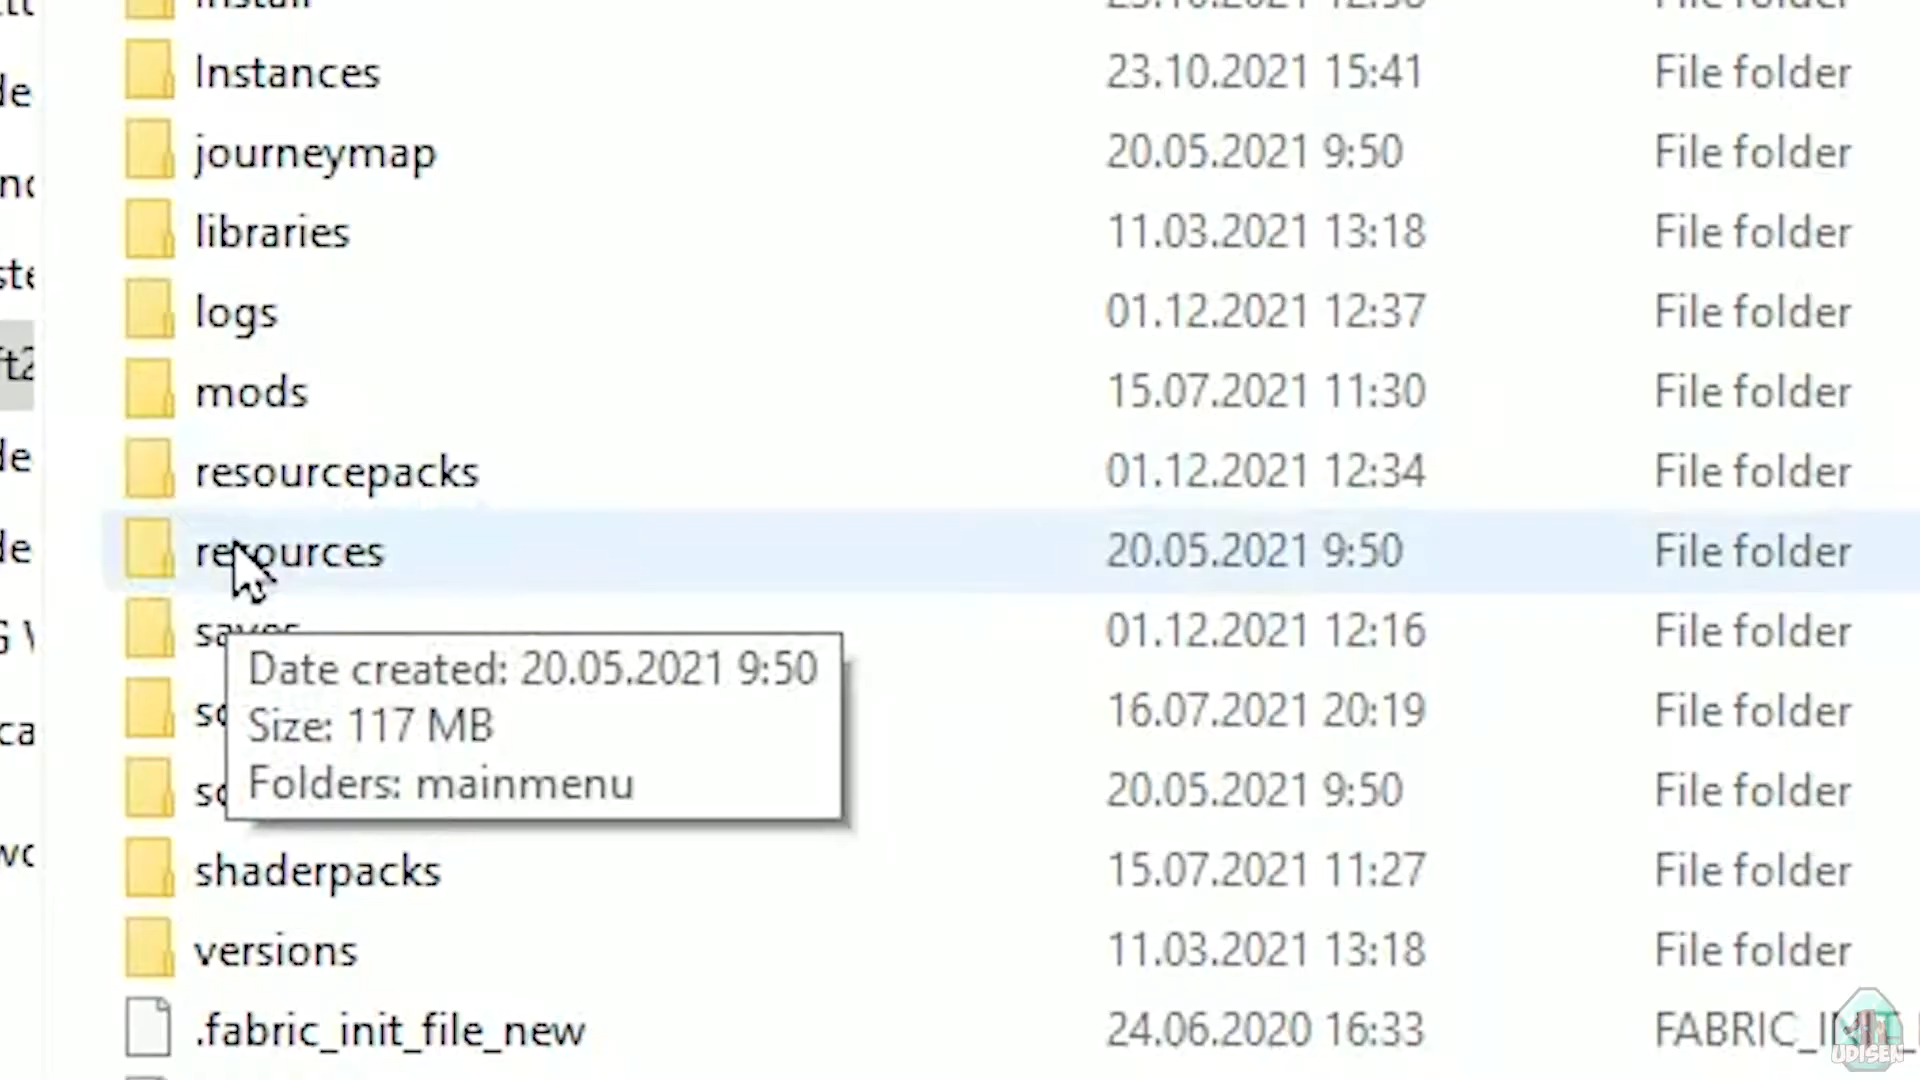 Instances 23.10.2021 15:41 File folder
journeymap 20.05.2021 9:50 File folder
libraries 11.03.2021 13:18 File folder
logs 01.12.2021 12:37 File folder
mods 15.07.2021 11:30 File folder
resourcepacks 01.12.2021 12:34 File folder
resources 20.05.2021 9:50 File folder
saves 01.12.2021 12:16 File folder
16.07.2021 20:19 File folder
20.05.2021 9:50 File folder
Date created: 20.05.2021 9:50
Size: 117 MB
Folders: mainmenu
shaderpacks 15.07.2021 11:27 File folder
versions 11.03.2021 13:18 File folder
.fabric_init_file_new 24.06.2020 16:33
UDISEN